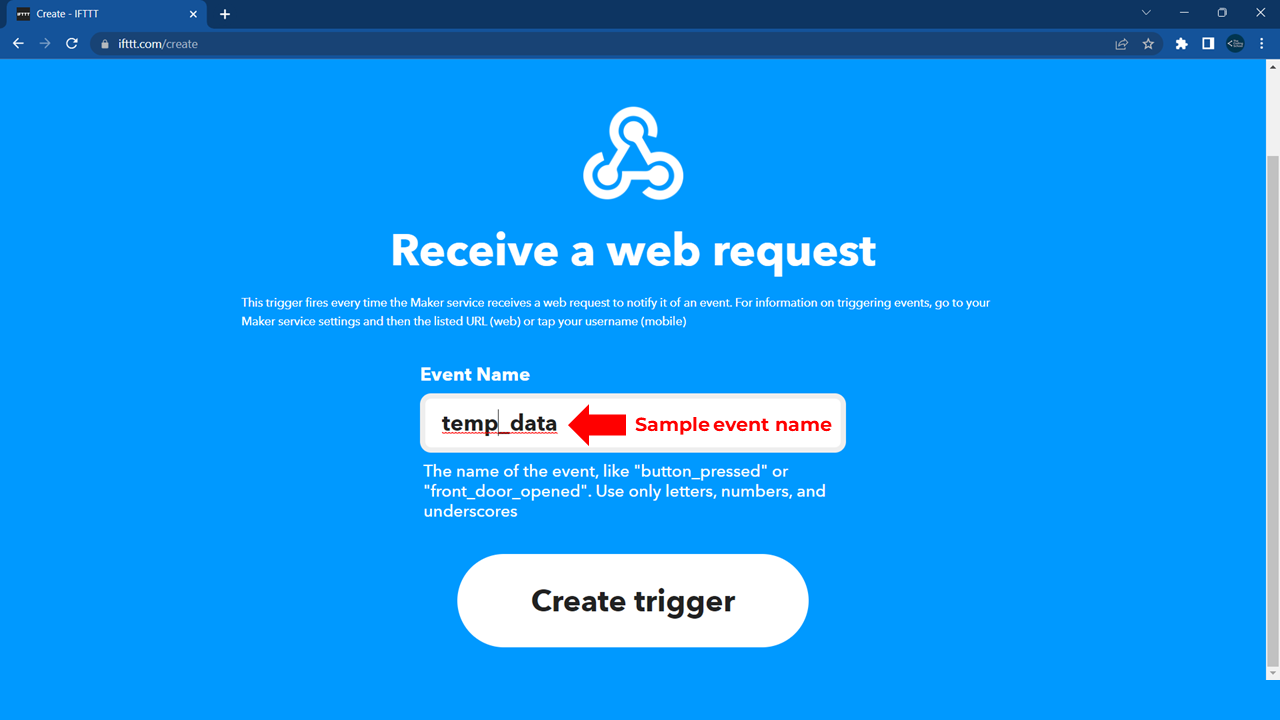 IFTTT
Create - IFTTT
ifttt.com/create
Receive a web request
This trigger fires every time the Maker service receives a web request to notify it of an event. For information on triggering events, go to your
Maker service settings and then the listed URL (web) or tap your username (mobile)
Event Name
temp_data
Sample event name
The name of the event, like "button_pressed" or
"front_door_opened". Use only letters, numbers, and
underscores
Create trigger